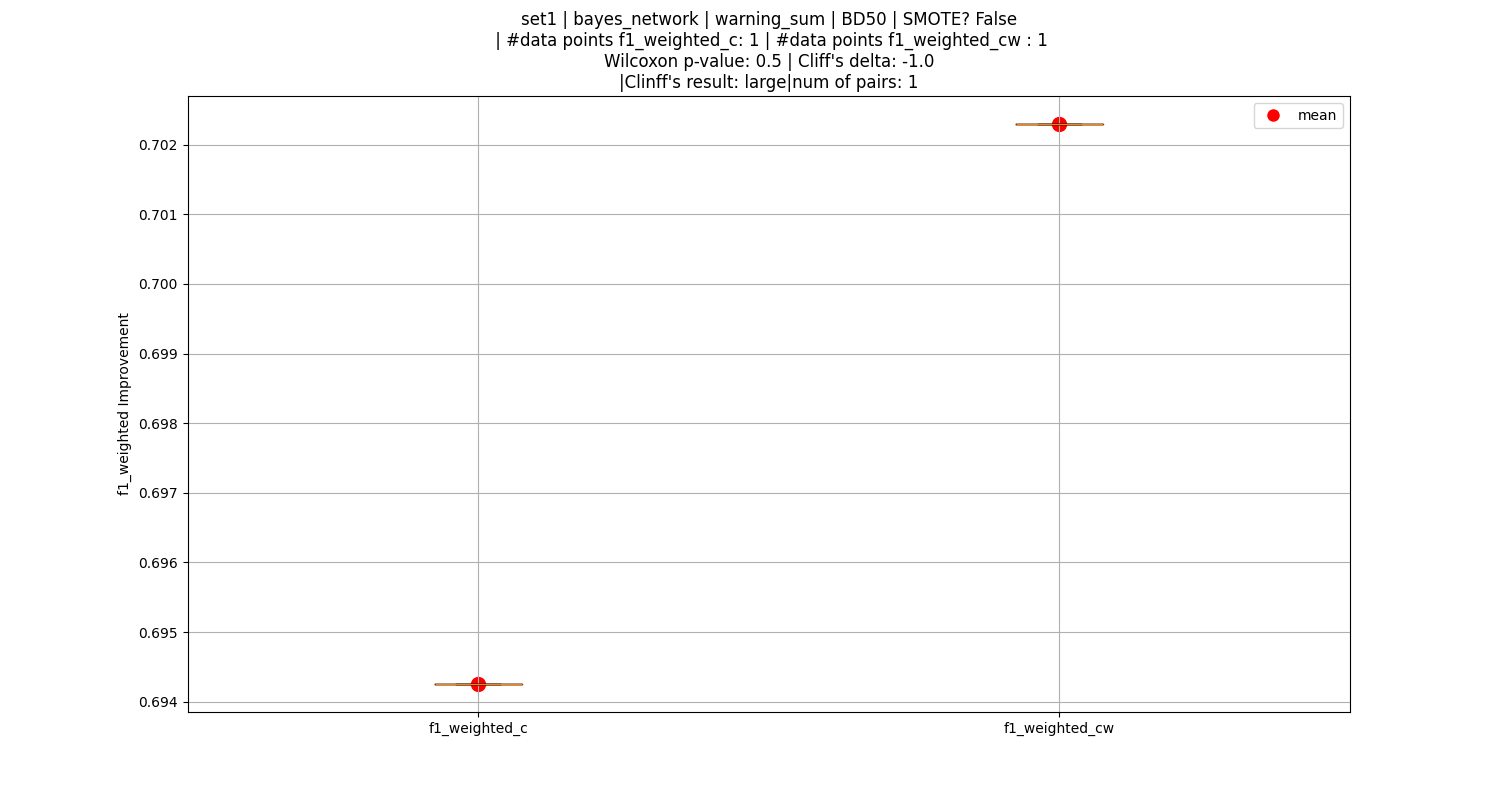 set1 | bayes_network | warning_sum | BD50 | SMOTE? False
| #data points f1_weighted_c: 1 | #data points f1_weighted_cw : 1
Wilcoxon p-value: 0.5 | Cliff's delta: -1.0
|Clinff's result: large|num of pairs: 1
mean
0.702
0.701
0.700
0.699
0.698
0.697
0.696
0.695
0.694
f1_weighted Improvement
f1_weighted_c
f1_weighted_cw